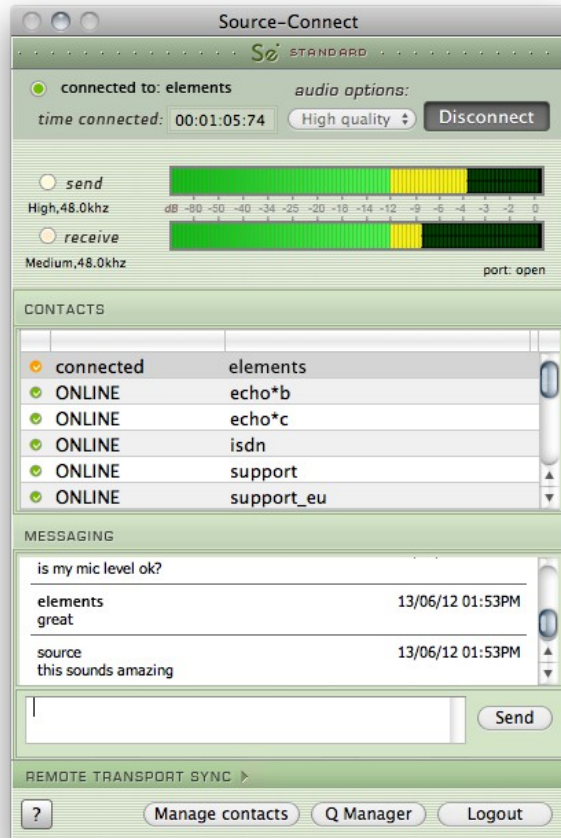 Source-Connect
Se STANDARD
connected to: elements
audio options:
time connected: 00:01:05:74
High quality
Disconnect
send
High,48.0khz
dB -80 -50 -40 -34 -25 -20 -16 -12 -9 -6 -4 -3 -2 0
receive
Medium,48.0khz
port: open
CONTACTS
connected elements
ONLINE echo*b
ONLINE echo*c
ONLINE isdn
ONLINE support
ONLINE support_eu
MESSAGING
is my mic level ok?
elements 13/06/12 01:53PM
great
source 13/06/12 01:53PM
this sounds amazing
Send
REMOTE TRANSPORT SYNC
? Manage contacts Q Manager Logout